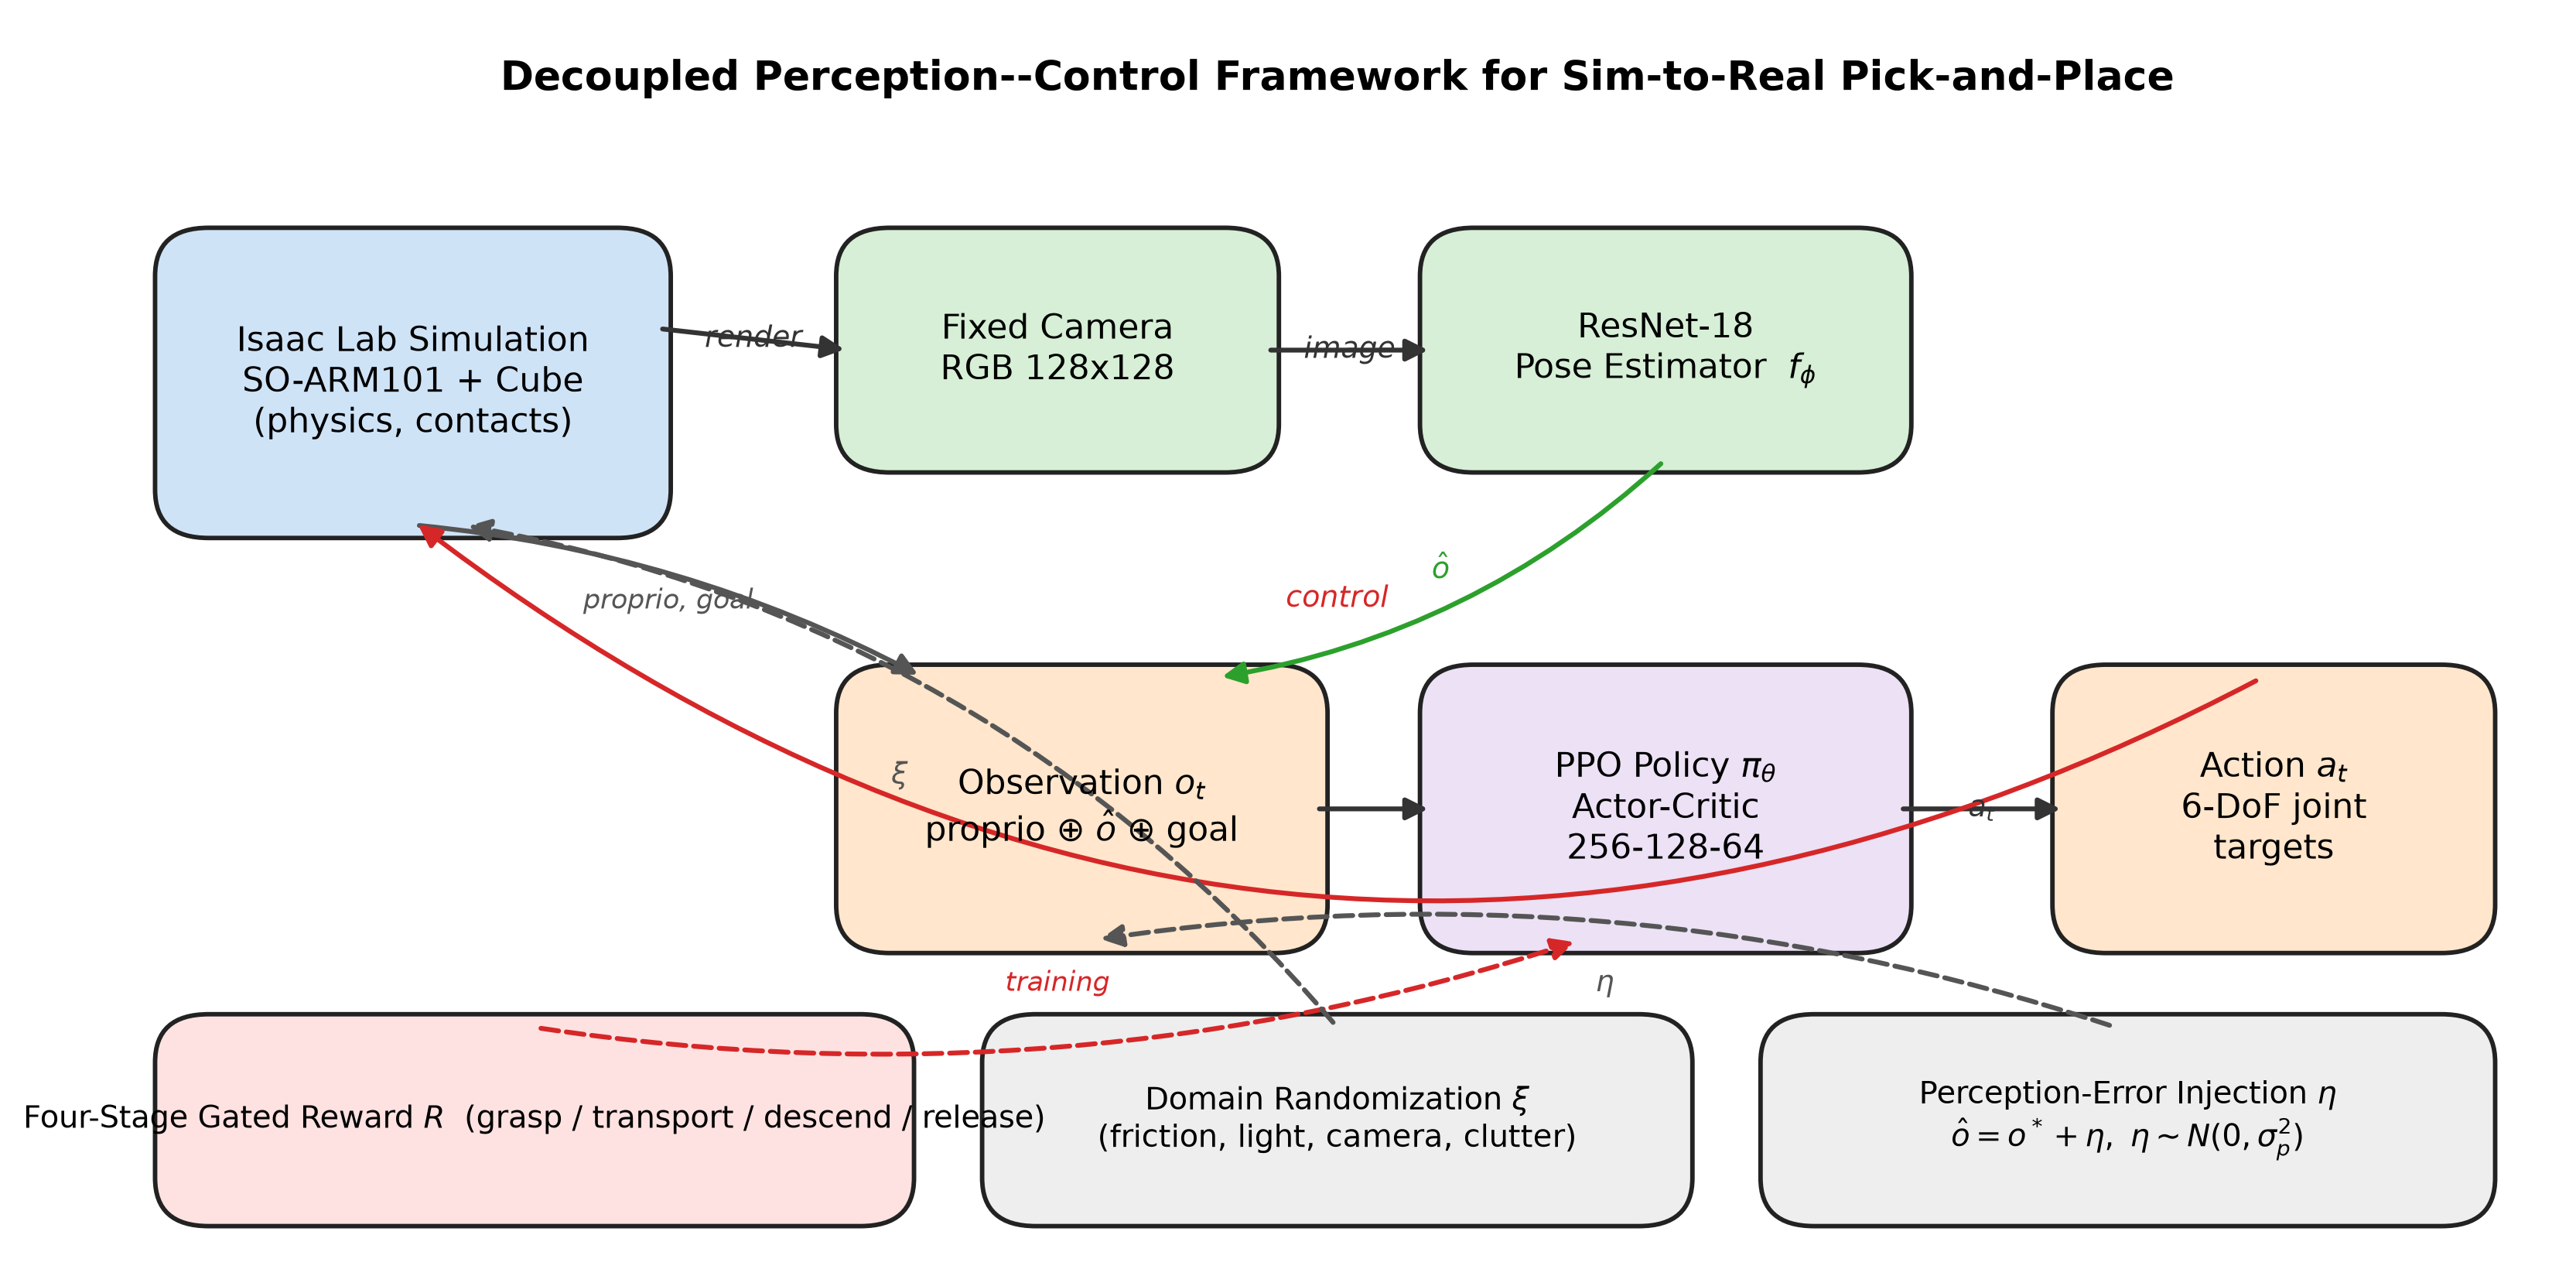 Decoupled Perception--Control Framework for Sim-to-Real Pick-and-Place
Isaac Lab Simulation
SO-ARM101 + Cube
(physics, contacts)
render
Fixed Camera
RGB 128x128
image
ResNet-18
Pose Estimator f_ϕ
ô
control
proprio, goal
ξ
Observation o_t
proprio ⊕ ô ⊕ goal
PPO Policy π_θ
Actor-Critic
256-128-64
a_t
Action a_t
6-DoF joint
targets
training
η
Four-Stage Gated Reward R (grasp / transport / descend / release)
Domain Randomization ξ
(friction, light, camera, clutter)
Perception-Error Injection η
ô = o* + η, η ~ N(0, σ_p^2)